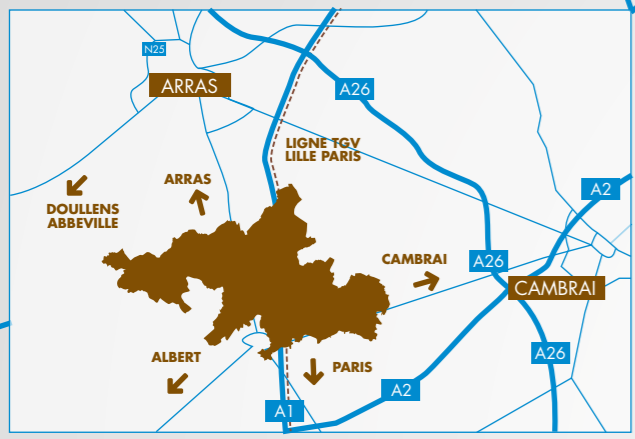 N25
ARRAS
A26
LIGNE TGV
LILLE PARIS
ARRAS
DOULLENS
ABBEVILLE
A2
CAMBRAI
A26
CAMBRAI
ALBERT
PARIS
A26
A2
A1